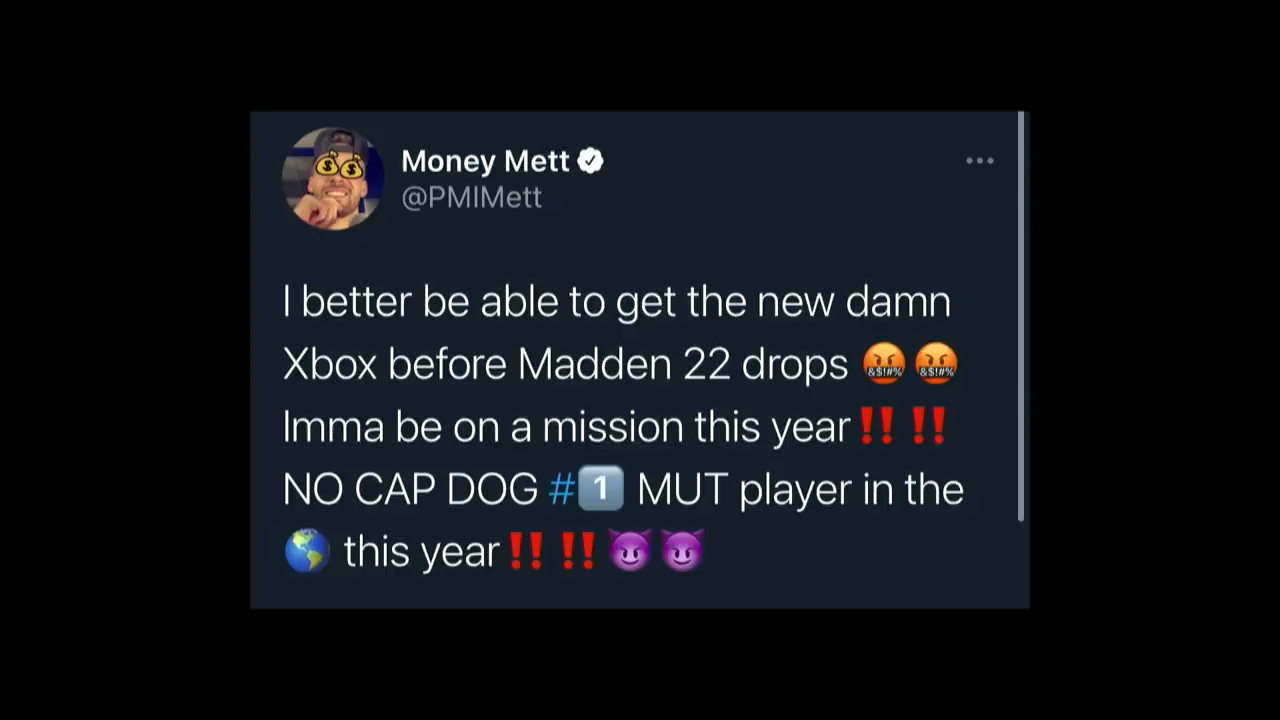 Money Mett
@PMIMett
I better be able to get the new damn
Xbox before Madden 22 drops 🤬🤬
Imma be on a mission this year‼️‼️
NO CAP DOG #1️⃣ MUT player in the
🌎 this year‼️‼️😈😈